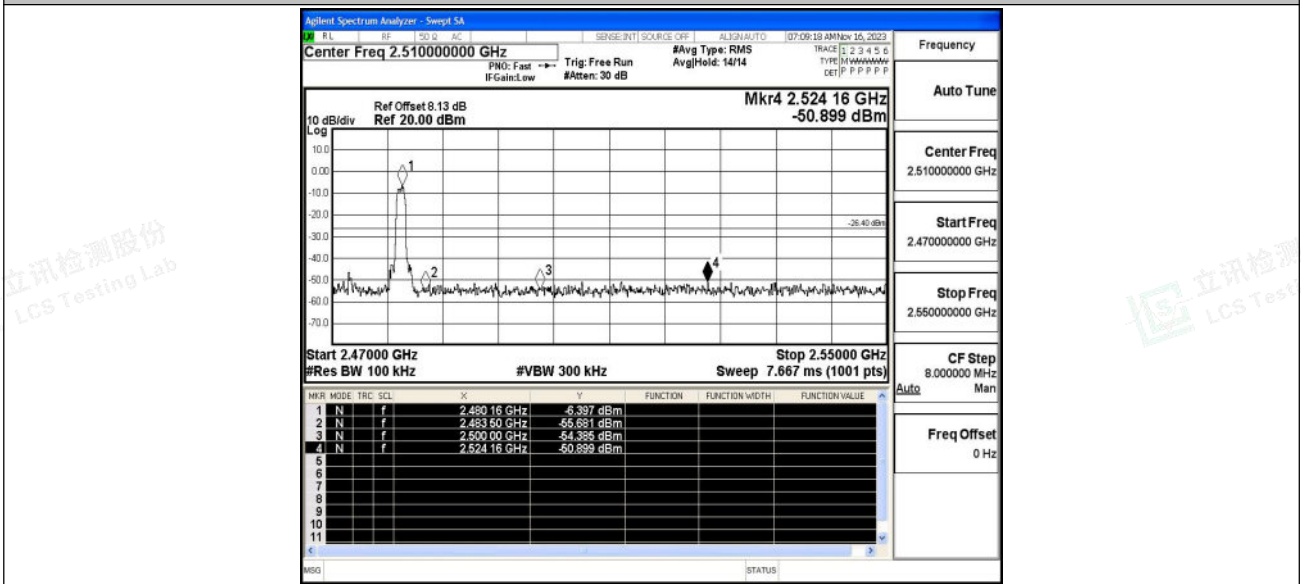 Agilent Spectrum Analyzer - Swept SA
RL RF 50 Ω AC SENSE:INT SOURCE OFF ALIGN AUTO 07:09:18 AM Nov 16, 2023
Center Freq 2.510000000 GHz
#Avg Type: RMS
TRACE 1 2 3 4 5 6
PNO: Fast
Trig: Free Run
Avg|Hold: 14/14
TYPE M WWWWW
IFGain:Low
#Atten: 30 dB
DET P P P P P P
Mkr4 2.524 16 GHz
-50.899 dBm
Ref Offset 8.13 dB
10 dB/div Ref 20.00 dBm
Log
10.0
0.00
-10.0
-20.0
-30.0
-40.0
-50.0
-60.0
-70.0
1
2
3
4
-26.40 dBm
Start 2.47000 GHz Stop 2.55000 GHz
#Res BW 100 kHz #VBW 300 kHz Sweep 7.667 ms (1001 pts)
MKR MODE TRC SCL X Y FUNCTION FUNCTION WIDTH FUNCTION VALUE
1 N f 2.480 16 GHz -6.397 dBm
2 N f 2.483 50 GHz -55.681 dBm
3 N f 2.500 00 GHz -54.385 dBm
4 N f 2.524 16 GHz -50.899 dBm
5
6
7
8
9
10
11
MSG STATUS
Frequency
Auto Tune
Center Freq
2.510000000 GHz
Start Freq
2.470000000 GHz
Stop Freq
2.550000000 GHz
CF Step
8.000000 MHz
Auto Man
Freq Offset
0 Hz
立讯检测股份
LCS Testing Lab
立讯检测
LCS Test